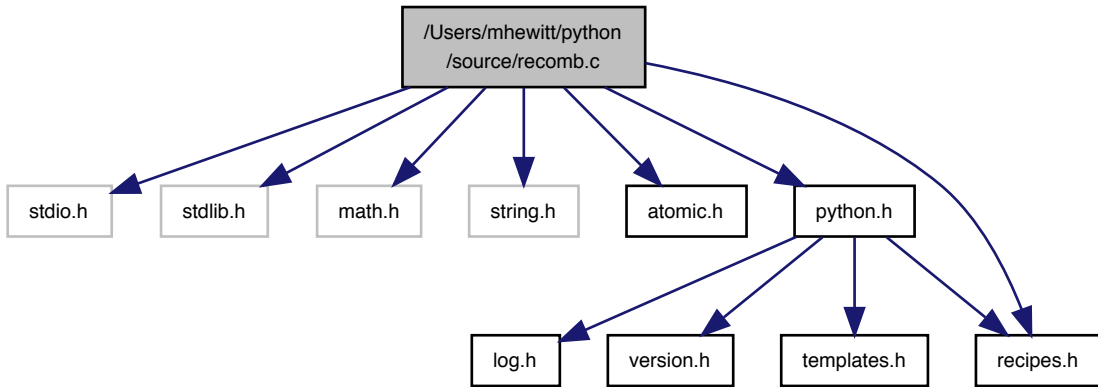 /Users/mhewitt/python
/source/recomb.c
stdio.h
stdlib.h
math.h
string.h
atomic.h
python.h
log.h
version.h
templates.h
recipes.h